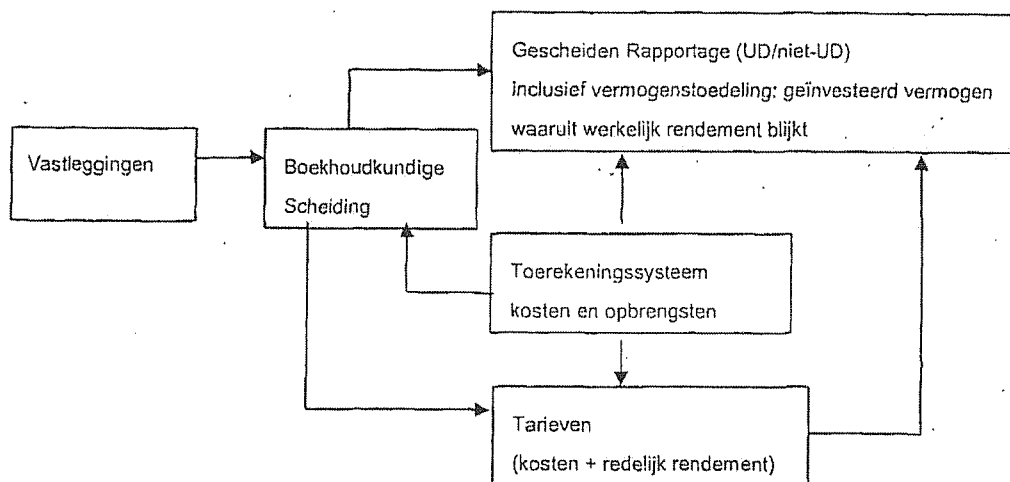 Gescheiden Rapportage (UD/niet-UD)
inclusief vermogenstoedeling: geïnvesteerd vermogen
waaruit werkelijk rendement blijkt
Vastleggingen
Boekhoudkundige
Scheiding
Toerekeningssysteem
kosten en opbrengsten
Tarieven
(kosten + redelijk rendement)